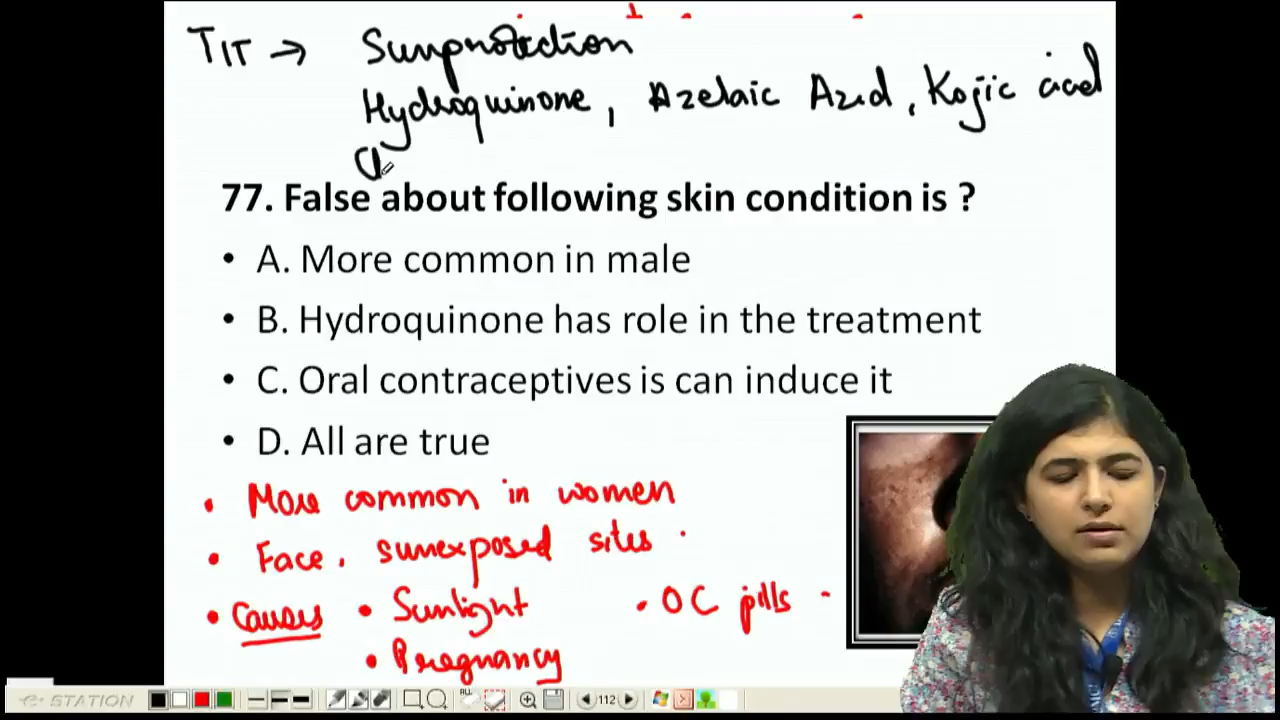 T/T → Sunprotection
Hydroquinone, Azelaic Acid, Kojic acid
77. False about following skin condition is ?
• A. More common in male
• B. Hydroquinone has role in the treatment
• C. Oral contraceptives is can induce it
• D. All are true
• More common in women
• Face, sunexposed sites
• Causes • Sunlight • OC pills
• Pregnancy
e-STATION
ALL
112